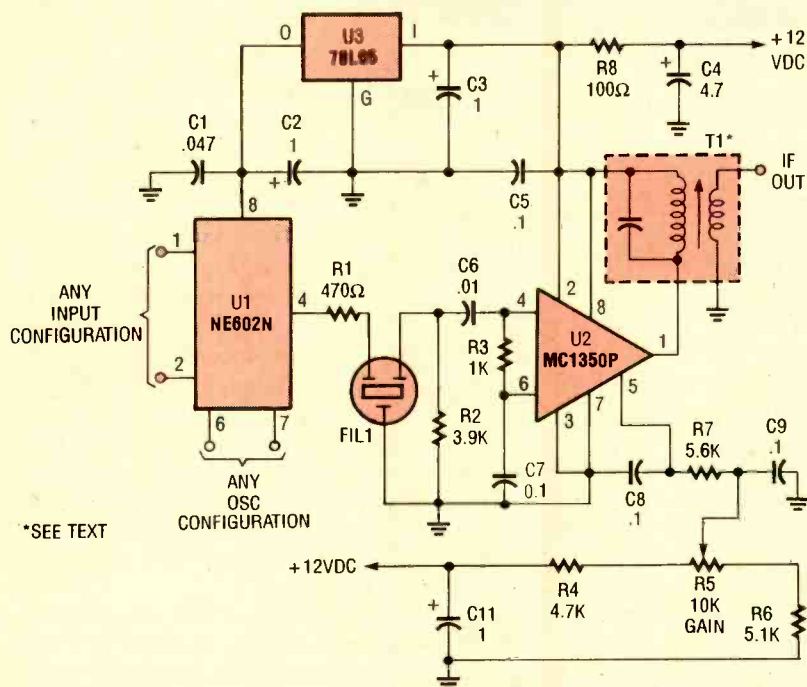 O
U3
78L05
I
G
+
C3
1
R8
100Ω
+
C4
4.7
+12
VDC
C1
.047
C2
1
+
C5
.1
T1*
IF
OUT
8
1
2
ANY
INPUT
CONFIGURATION
U1
NE602N
4
R1
470Ω
6
7
ANY
OSC
CONFIGURATION
FIL1
R2
3.9K
C6
.01
4
R3
1K
6
C7
0.1
2
8
U2
MC1350P
1
5
3
7
C8
.1
R7
5.6K
C9
.1
*SEE TEXT
+12VDC
+
C11
1
R4
4.7K
R5
10K
GAIN
R6
5.1K